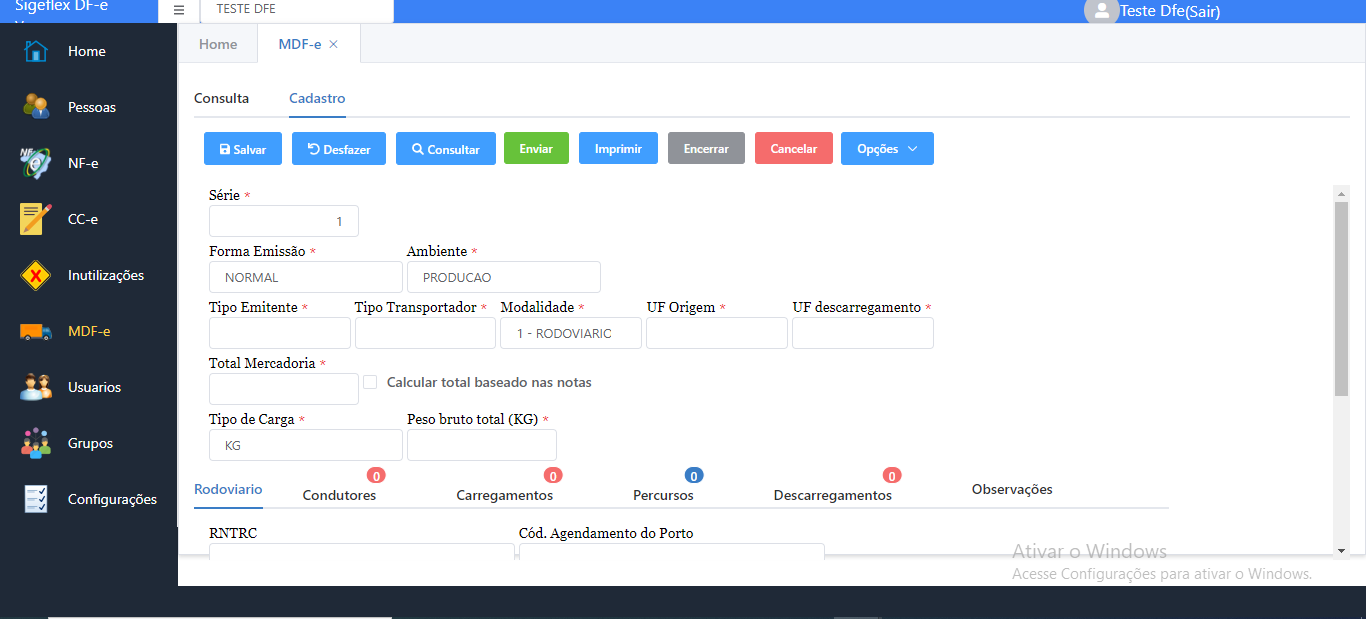 Sigeflex DF-e
TESTE DFE
Teste Dfe(Sair)
Home
Pessoas
NF-e
CC-e
Inutilizações
MDF-e
Usuarios
Grupos
Configurações
Home
MDF-e
Consulta
Cadastro
Salvar
Desfazer
Consultar
Enviar
Imprimir
Encerrar
Cancelar
Opções
Série *
1
Forma Emissão *
Ambiente *
NORMAL
PRODUCAO
Tipo Emitente *
Tipo Transportador *
Modalidade *
UF Origem *
UF descarregamento *
1 - RODOVIARIO
Total Mercadoria *
Calcular total baseado nas notas
Tipo de Carga *
Peso bruto total (KG) *
KG
Rodoviario
Condutores 0
Carregamentos 0
Percursos 0
Descarregamentos 0
Observações
RNTRC
Cód. Agendamento do Porto
Ativar o Windows
Acesse Configurações para ativar o Windows.